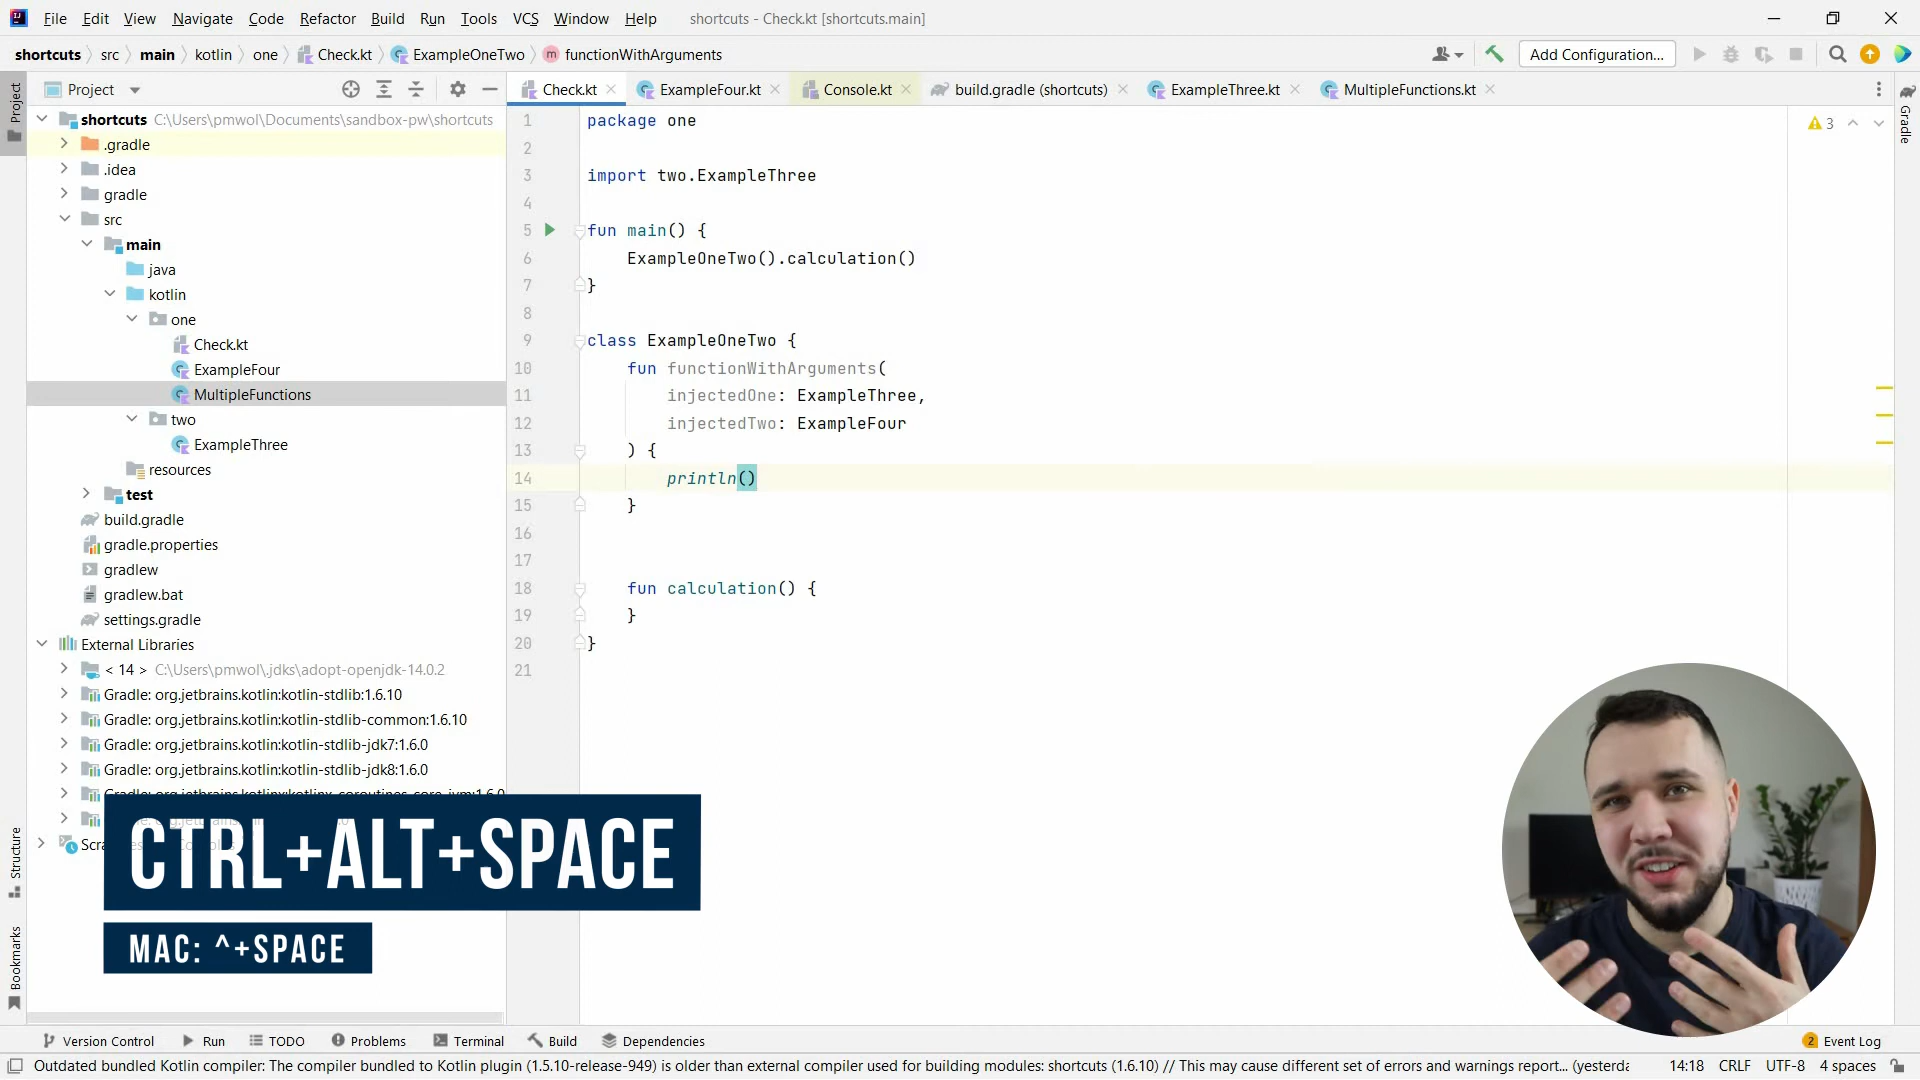 File Edit View Navigate Code Refactor Build Run Tools VCS Window Help shortcuts - Check.kt [shortcuts.main]
shortcuts src main kotlin one Check.kt ExampleOneTwo functionWithArguments Add Configuration...
Project
Project
Check.kt ExampleFour.kt Console.kt build.gradle (shortcuts) ExampleThree.kt MultipleFunctions.kt
Gradle
shortcuts C:\Users\pmwol\Documents\sandbox-pw\shortcuts
.gradle
.idea
gradle
src
main
java
kotlin
one
Check.kt
ExampleFour
MultipleFunctions
two
ExampleThree
resources
test
build.gradle
gradle.properties
gradlew
gradlew.bat
settings.gradle
External Libraries
< 14 > C:\Users\pmwol\.jdks\adopt-openjdk-14.0.2
Gradle: org.jetbrains.kotlin:kotlin-stdlib:1.6.10
Gradle: org.jetbrains.kotlin:kotlin-stdlib-common:1.6.10
Gradle: org.jetbrains.kotlin:kotlin-stdlib-jdk7:1.6.0
Gradle: org.jetbrains.kotlin:kotlin-stdlib-jdk8:1.6.0
1 package one
2
3 import two.ExampleThree
4
5 fun main() {
6 ExampleOneTwo().calculation()
7 }
8
9 class ExampleOneTwo {
10 fun functionWithArguments(
11 injectedOne: ExampleThree,
12 injectedTwo: ExampleFour
13 ) {
14 println()
15 }
16
17
18 fun calculation() {
19 }
20 }
21
3
CTRL+ALT+SPACE
MAC: ^+SPACE
Structure
Bookmarks
Version Control Run TODO Problems Terminal Build Dependencies 2 Event Log
Outdated bundled Kotlin compiler: The compiler bundled to Kotlin plugin (1.5.10-release-949) is older than external compiler used for building modules: shortcuts (1.6.10) // This may cause different set of errors and warnings report... (yesterda 14:18 CRLF UTF-8 4 spaces